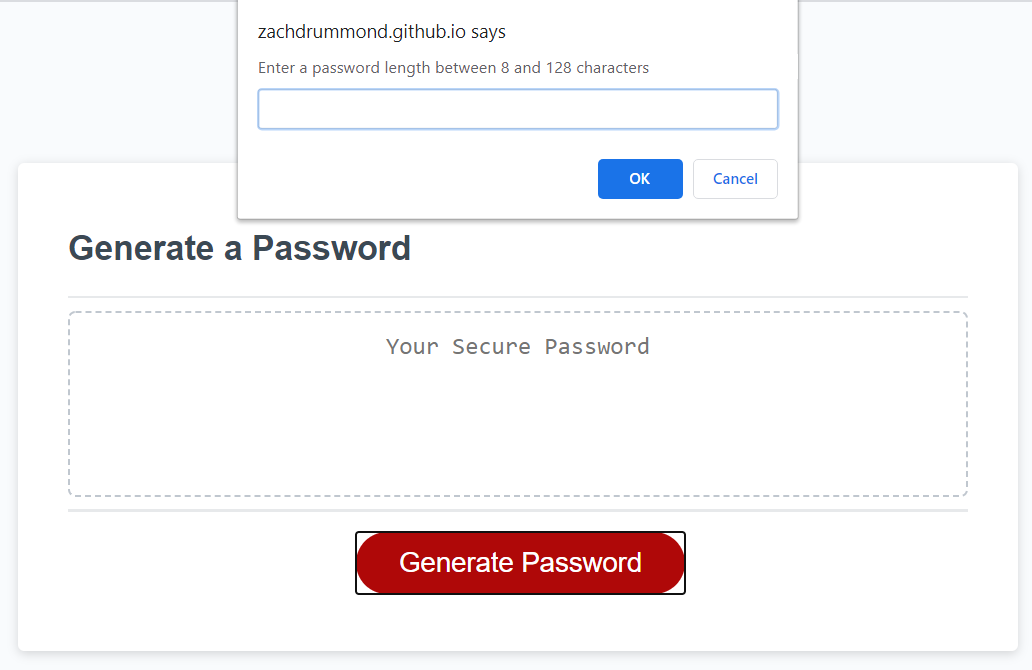 zachdrummond.github.io says
Enter a password length between 8 and 128 characters
OK
Cancel
Generate a Password
Your Secure Password
Generate Password